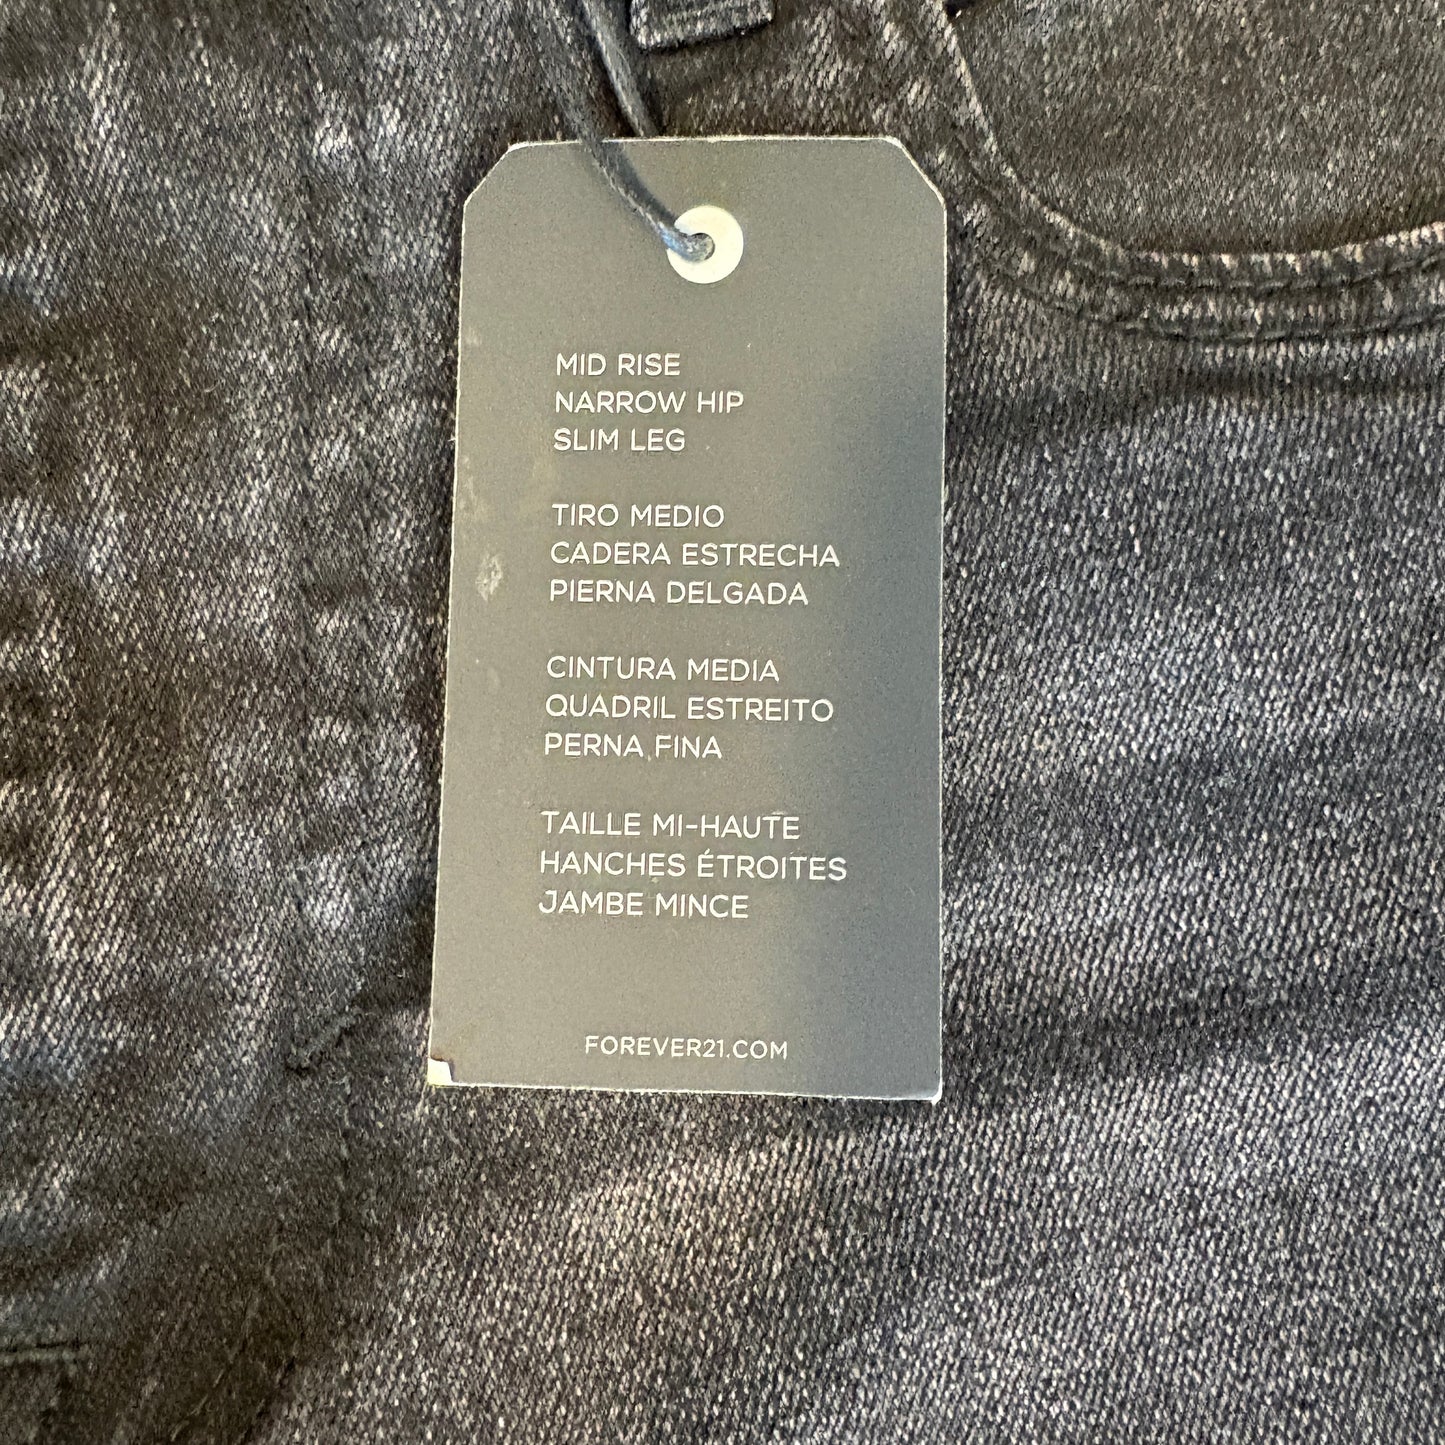 MID RISE
NARROW HIP
SLIM LEG
TIRO MEDIO
CADERA ESTRECHA
PIERNA DELGADA
CINTURA MEDIA
QUADRIL ESTREITO
PERNA FINA
TAILLE MI-HAUTE
HANCHES ÉTROITES
JAMBE MINCE
FOREVER21.COM